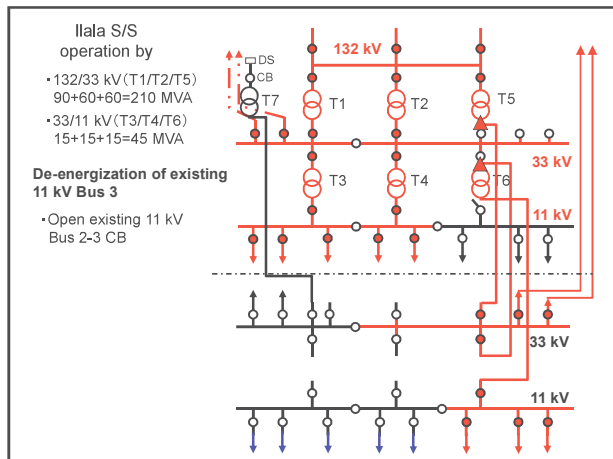 Ilala S/S
operation by
・132/33 kV(T1/T2/T5)
90+60+60=210 MVA
・33/11 kV(T3/T4/T6)
15+15+15=45 MVA
De-energization of existing
11 kV Bus 3
・Open existing 11 kV
Bus 2-3 CB
DS
CB
T7
132 kV
T1
T2
T5
33 kV
T3
T4
T6
11 kV
33 kV
11 kV